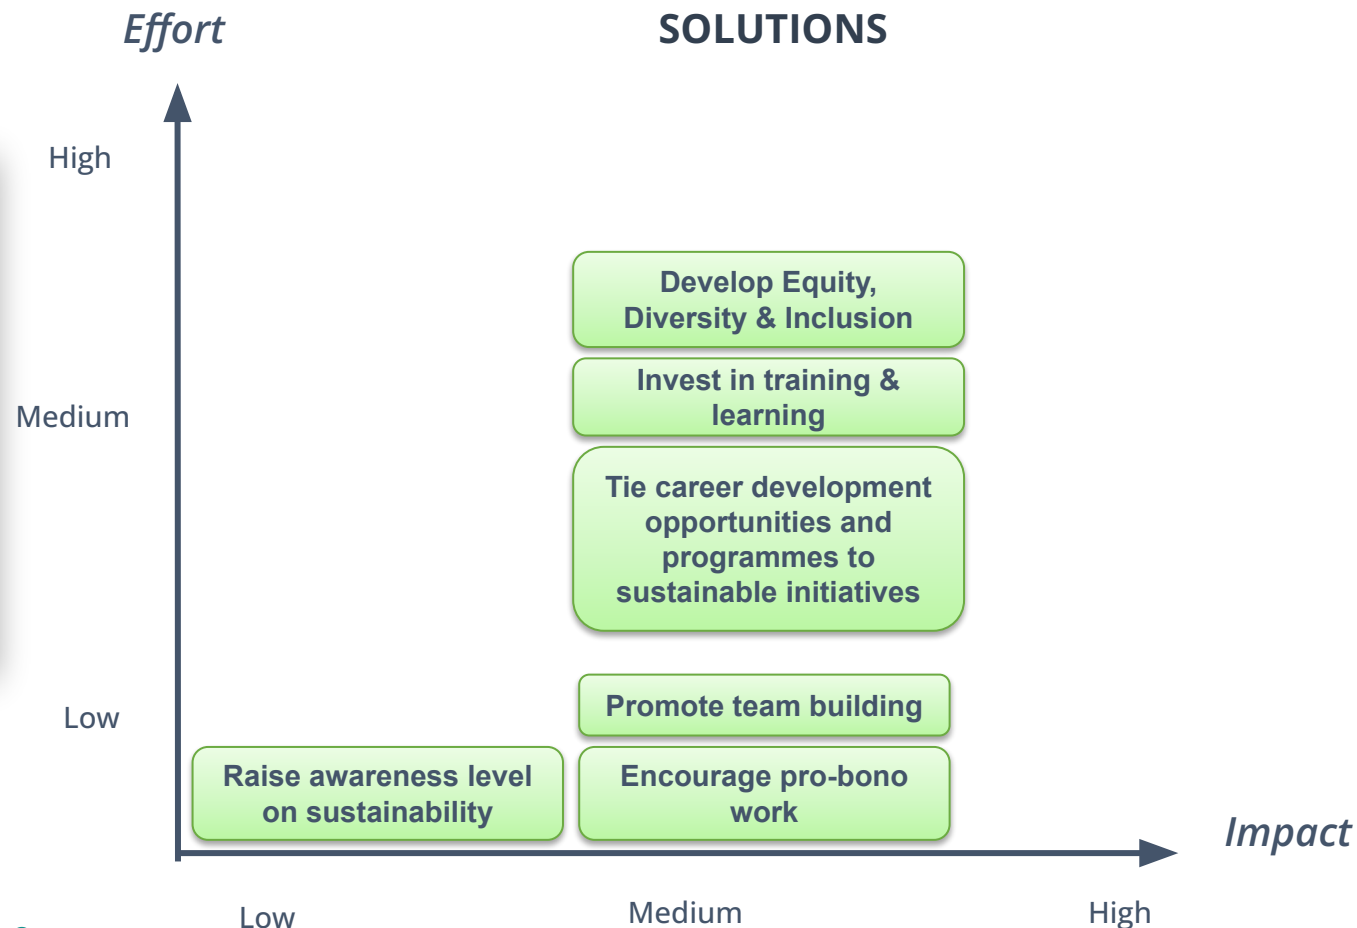 Effort
SOLUTIONS
High
Develop Equity,
Diversity & Inclusion
Invest in training &
learning
Medium
Tie career development
opportunities and
programmes to
sustainable initiatives
Promote team building
Low
Raise awareness level
on sustainability
Encourage pro-bono
work
Impact
Low
Medium
High